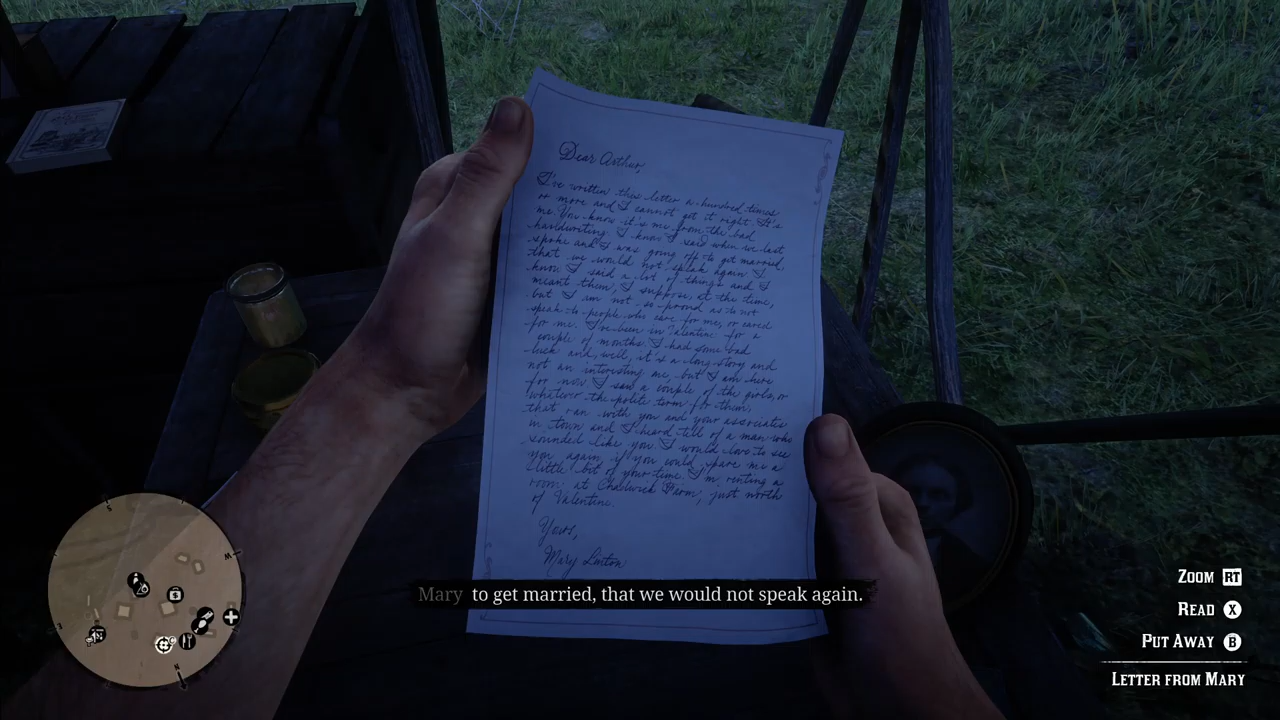 Dear Arthur,
I've written this letter a hundred times
or more and I cannot get it right. It's
me. You know it is me from the bad
handwriting. I know I said when we last
spoke and I was going off to get married,
that we would not speak again. I
know I said a lot of things and I
meant them, I suppose, at the time,
but I am not so proud as to not
speak to people who care for me, or cared
for me. I've been in Valentine for a
couple of months. I had some bad
luck and, well, it's a long story and
not an interesting one, but I am here
for now. I saw a couple of the girls, or
whatever the polite term for them,
that ran with you and your associates
in town and I heard tell of a man who
sounded like you. I would love to see
you again if you could spare me a
little bit of your time. I'm renting a
room at Chadwick Farm, just north
of Valentine.
Yours,
Mary Linton
Mary to get married, that we would not speak again.
ZOOM RT
READ X
PUT AWAY B
LETTER FROM MARY